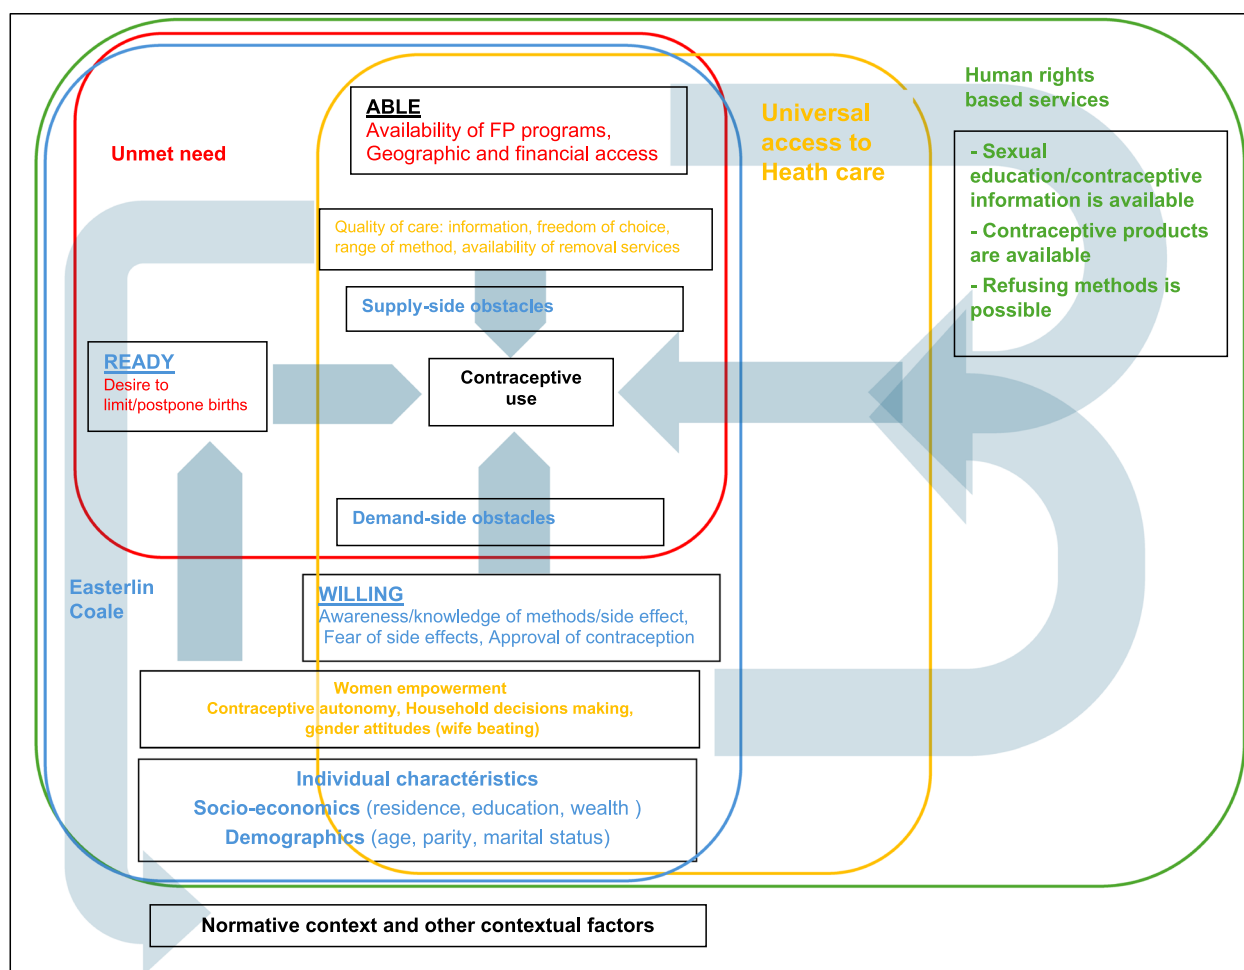 Human rights
based services
ABLE
Availability of FP programs,
Geographic and financial access
Universal
access to
Heath care
Unmet need
- Sexual
education/contraceptive
information is available
- Contraceptive products
are available
- Refusing methods is
possible
Quality of care: information, freedom of choice,
range of method, availability of removal services
Supply-side obstacles
READY
Desire to
limit/postpone births
Contraceptive
use
Demand-side obstacles
Easterlin
Coale
WILLING
Awareness/knowledge of methods/side effect,
Fear of side effects, Approval of contraception
Women empowerment
Contraceptive autonomy, Household decisions making,
gender attitudes (wife beating)
Individual charactéristics
Socio-economics (residence, education, wealth )
Demographics (age, parity, marital status)
Normative context and other contextual factors